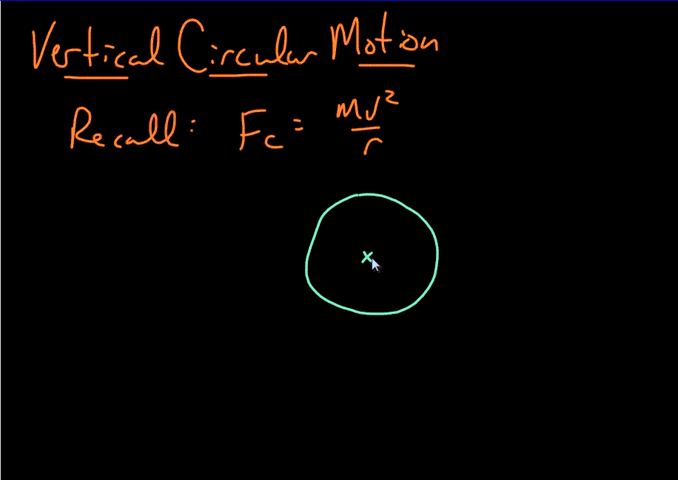 Vertical Circular Motion
Recall: Fc = mv²/r
x